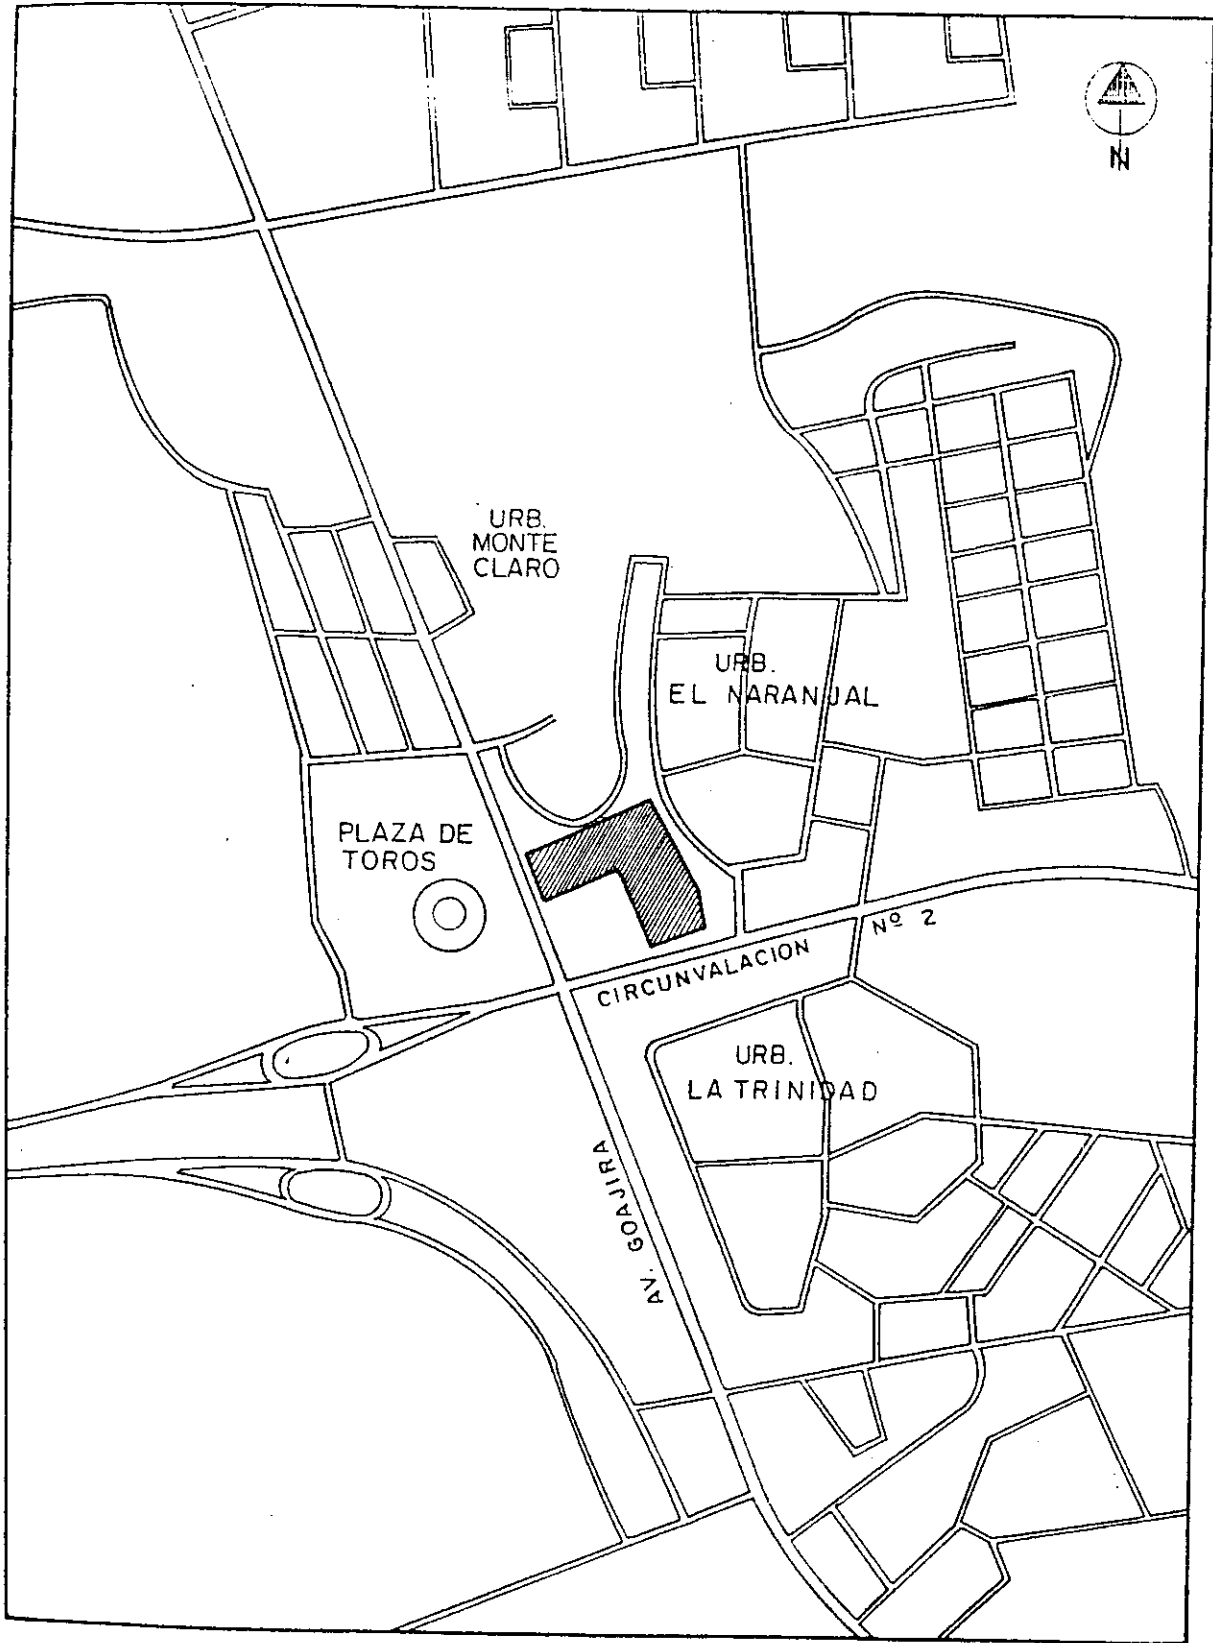 N
URB.
MONTE
CLARO
URB.
EL NARANJAL
PLAZA DE
TOROS
CIRCUNVALACION Nº 2
URB.
LA TRINIDAD
AV. GOAJIRA